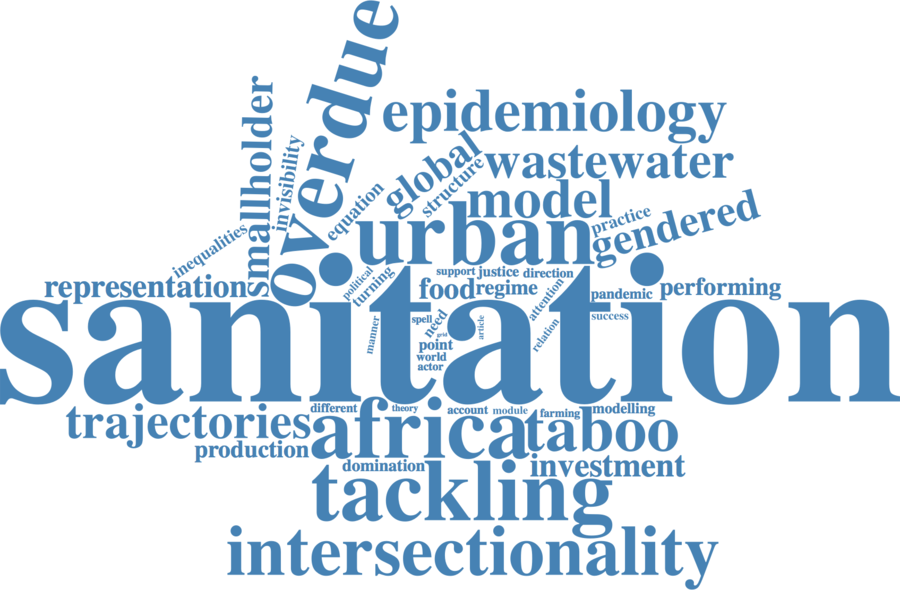 overdue
epidemiology
smallholder
invisibility
global
structure
wastewater
equation
model
practice
gendered
urban
inequalities
representation
political
turning
support
justice
direction
food
regime
attention
pandemic
performing
sanitation
manner
spell
need
grid
article
relation
success
point
world
actor
trajectories
different
theory
account
module
farming
modelling
production
africa
taboo
domination
investment
tackling
intersectionality